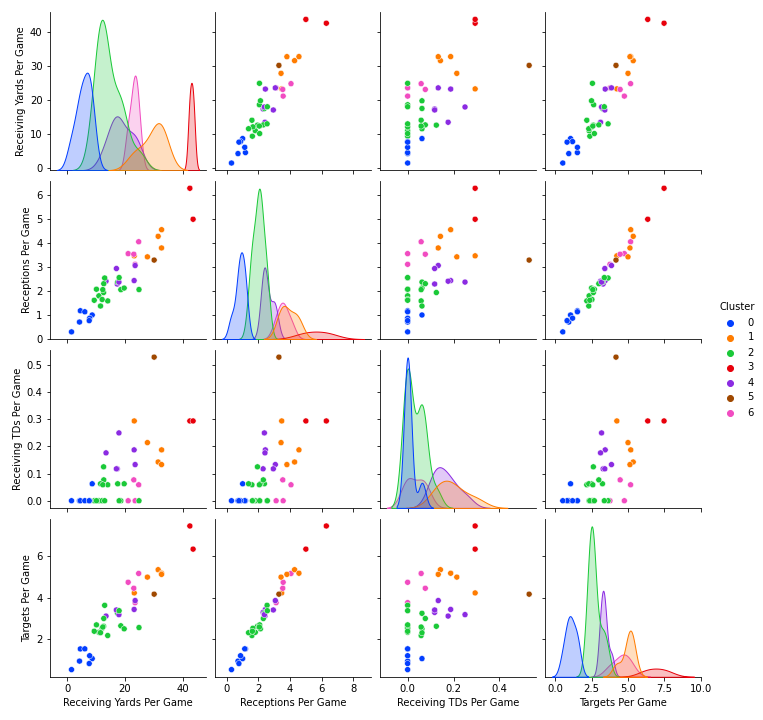 Receiving Yards Per Game
40
30
20
10
0
Receptions Per Game
6
5
4
3
2
1
0
Receiving TDs Per Game
0.5
0.4
0.3
0.2
0.1
0.0
Targets Per Game
6
4
2
0 20 40
0 2 4 6 8
0.0 0.2 0.4
0.0 2.5 5.0 7.5 10.0
Receiving Yards Per Game
Receptions Per Game
Receiving TDs Per Game
Targets Per Game
Cluster
0
1
2
3
4
5
6